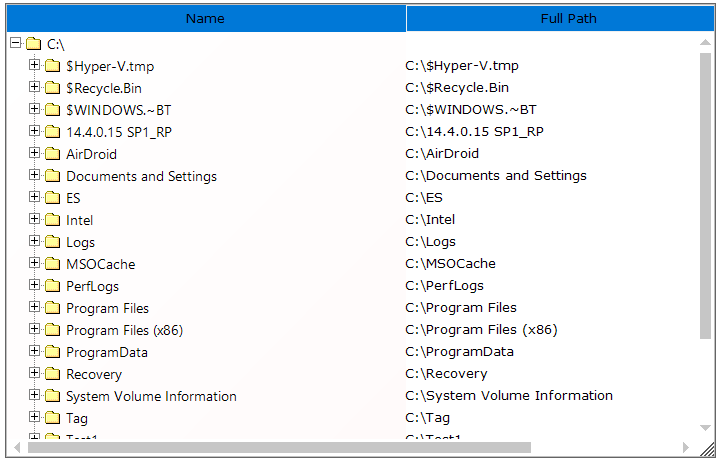 Name Full Path
C:\
$Hyper-V.tmp C:\$Hyper-V.tmp
$Recycle.Bin C:\$Recycle.Bin
$WINDOWS.~BT C:\$WINDOWS.~BT
14.4.0.15 SP1_RP C:\14.4.0.15 SP1_RP
AirDroid C:\AirDroid
Documents and Settings C:\Documents and Settings
ES C:\ES
Intel C:\Intel
Logs C:\Logs
MSOCache C:\MSOCache
PerfLogs C:\PerfLogs
Program Files C:\Program Files
Program Files (x86) C:\Program Files (x86)
ProgramData C:\ProgramData
Recovery C:\Recovery
System Volume Information C:\System Volume Information
Tag C:\Tag
Test1 C:\Test1